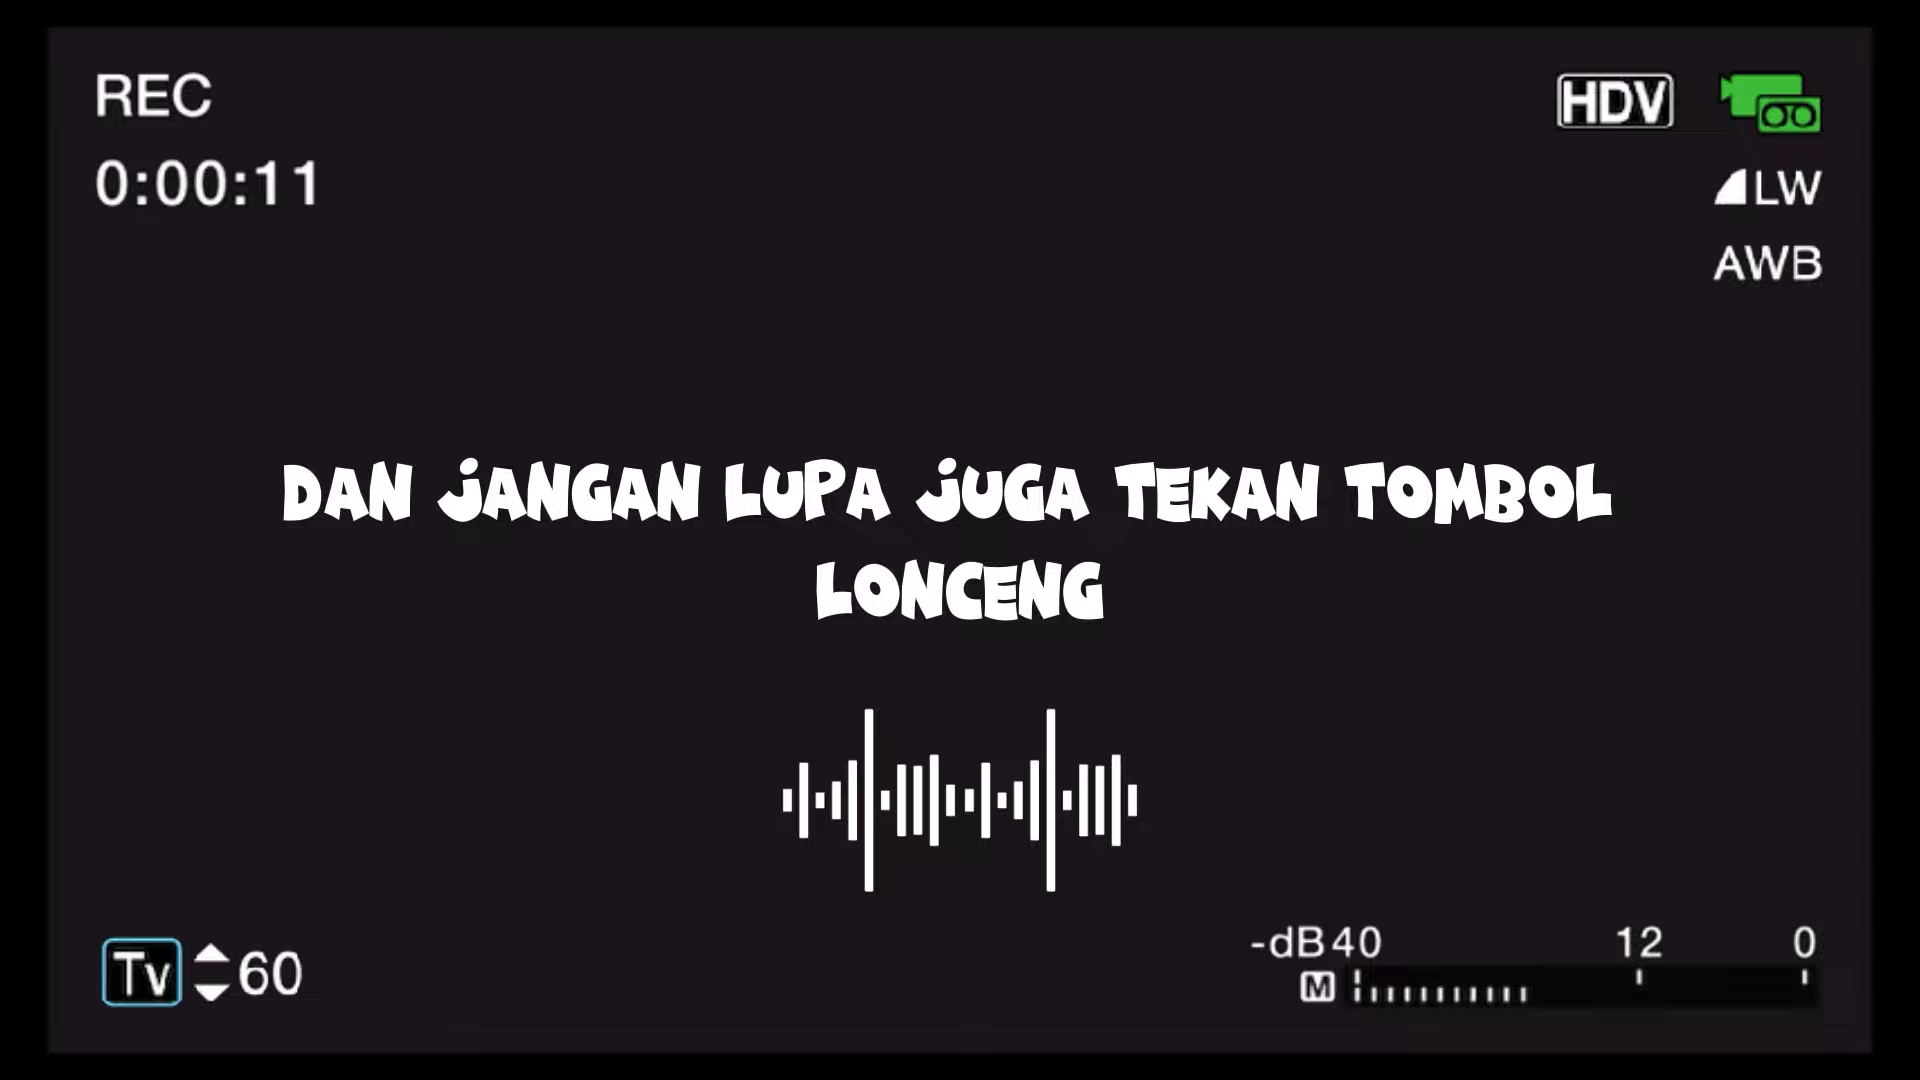 REC
HDV
0:00:11
LW
AWB
DAN JANGAN LUPA JUGA TEKAN TOMBOL
LONCENG
Tv 60
-dB 40 12 0
M